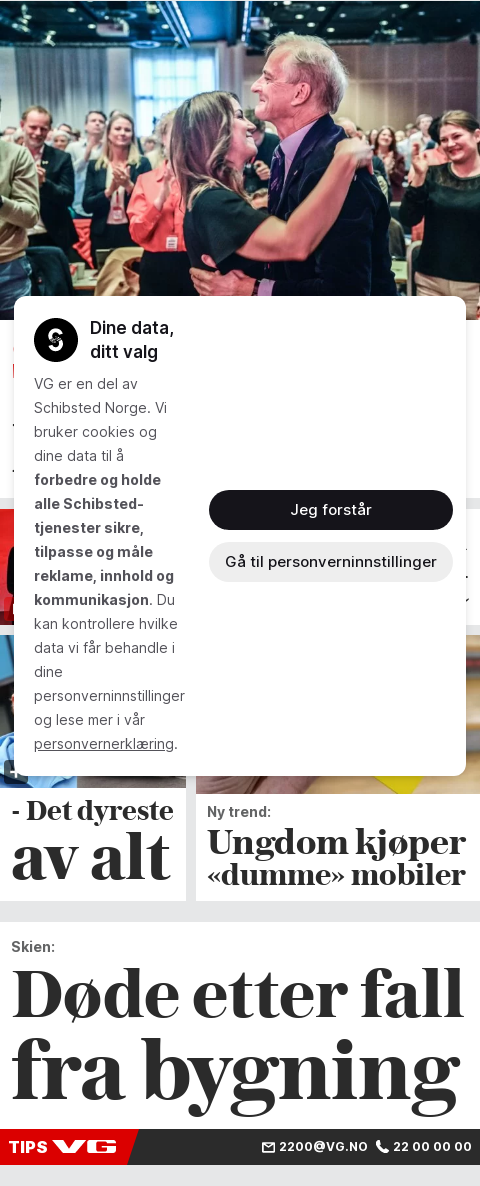 Dine data,
ditt valg
VG er en del av
Schibsted Norge. Vi
bruker cookies og
dine data til å
forbedre og holde
alle Schibsted-
tjenester sikre,
tilpasse og måle
reklame, innhold og
kommunikasjon. Du
kan kontrollere hvilke
data vi får behandle i
dine
personverninnstillinger
og lese mer i vår
personvernerklæring.
Jeg forstår
Gå til personverninnstillinger
- Det dyreste
av alt
Ny trend:
Ungdom kjøper
«dumme» mobiler
Skien:
Døde etter fall
fra bygning
TIPS VG
2200@VG.NO 22 00 00 00